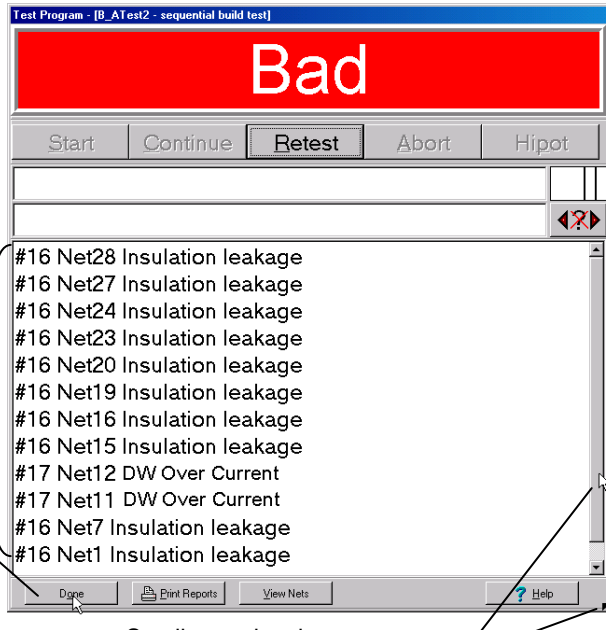 Test Program - [B_ATest2 - sequential build test]
Bad
Start Continue Retest Abort Hipot
#16 Net28 Insulation leakage
#16 Net27 Insulation leakage
#16 Net24 Insulation leakage
#16 Net23 Insulation leakage
#16 Net20 Insulation leakage
#16 Net19 Insulation leakage
#16 Net16 Insulation leakage
#16 Net15 Insulation leakage
#17 Net12 DW Over Current
#17 Net11 DW Over Current
#16 Net7 Insulation leakage
#16 Net1 Insulation leakage
Done Print Reports View Nets ? Help